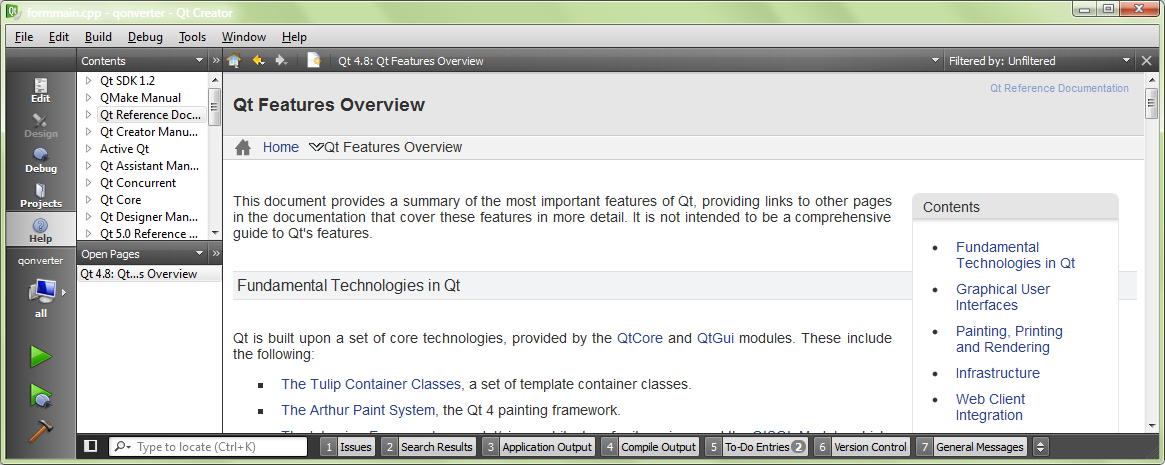 formmain.cpp - qonverter - Qt Creator
File Edit Build Debug Tools Window Help
Contents
Qt 4.8: Qt Features Overview
Filtered by: Unfiltered
Edit
Design
Debug
Projects
Help
qonverter
all
Qt SDK 1.2
QMake Manual
Qt Reference Doc...
Qt Creator Manu...
Active Qt
Qt Assistant Man...
Qt Concurrent
Qt Core
Qt Designer Man...
Qt 5.0 Reference ...
Open Pages
Qt 4.8: Qt...s Overview
Qt Reference Documentation
Qt Features Overview
Home Qt Features Overview
This document provides a summary of the most important features of Qt, providing links to other pages
in the documentation that cover these features in more detail. It is not intended to be a comprehensive
guide to Qt's features.
Fundamental Technologies in Qt
Qt is built upon a set of core technologies, provided by the QtCore and QtGui modules. These include
the following:
The Tulip Container Classes, a set of template container classes.
The Arthur Paint System, the Qt 4 painting framework.
Contents
Fundamental
Technologies in Qt
Graphical User
Interfaces
Painting, Printing
and Rendering
Infrastructure
Web Client
Integration
Type to locate (Ctrl+K)
1 Issues
2 Search Results
3 Application Output
4 Compile Output
5 To-Do Entries 2
6 Version Control
7 General Messages